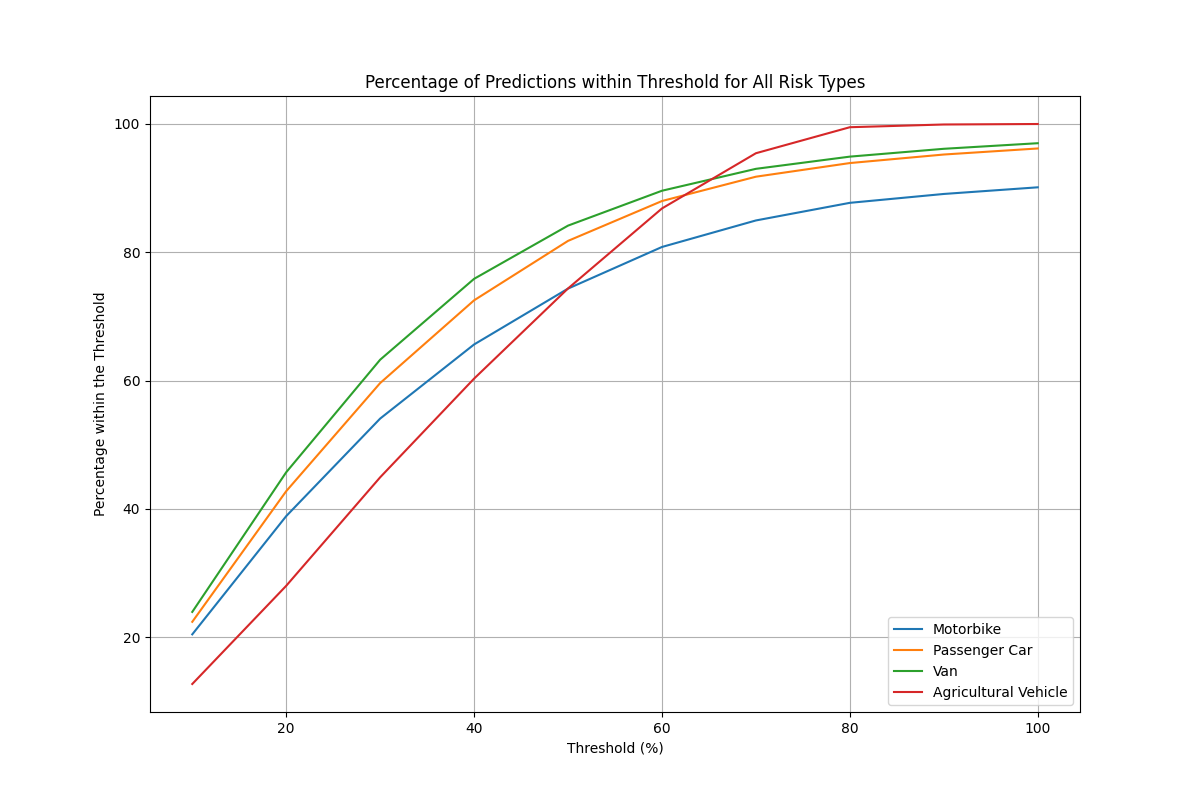 Percentage of Predictions within Threshold for All Risk Types
Percentage within the Threshold
100
80
60
40
20
20 40 60 80 100
Threshold (%)
Motorbike
Passenger Car
Van
Agricultural Vehicle